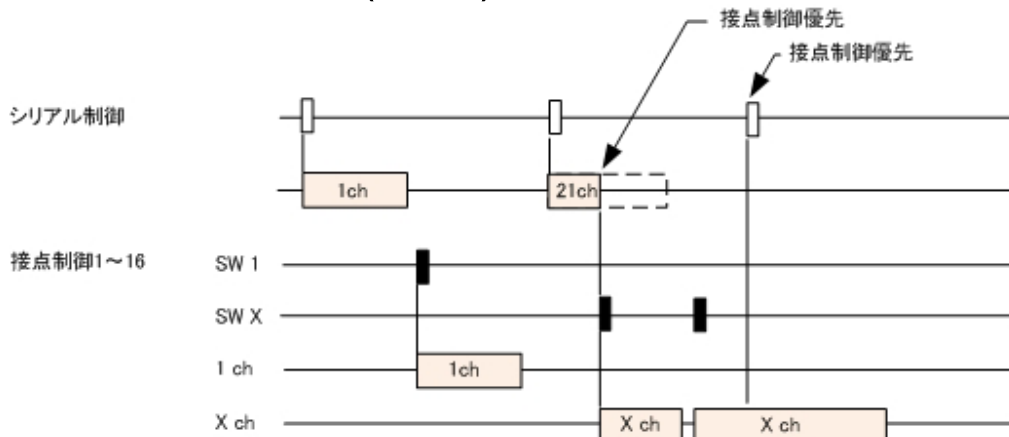 接点制御優先
接点制御優先
シリアル制御
1ch
21ch
接点制御1～16
SW 1
SW X
1 ch
1ch
X ch
X ch
X ch